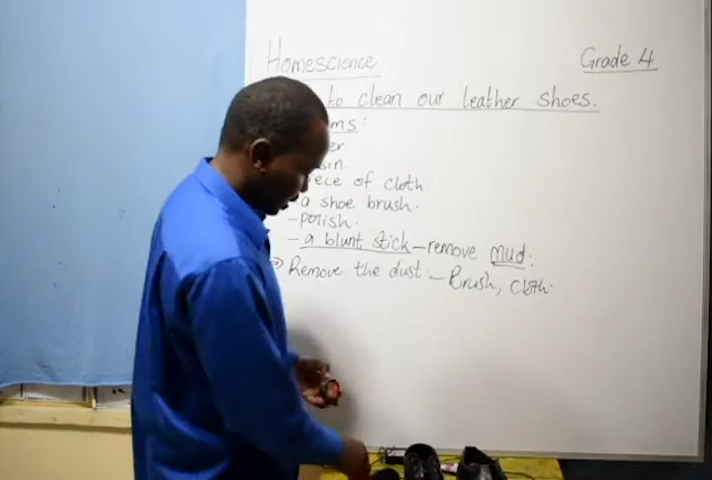 Homescience Grade 4
to clean our leather shoes.
ms:
er
rn.
ece of cloth
a shoe brush.
-polish.
-a blunt stick-remove mud.
Remove the dust.-Brush, cloth.